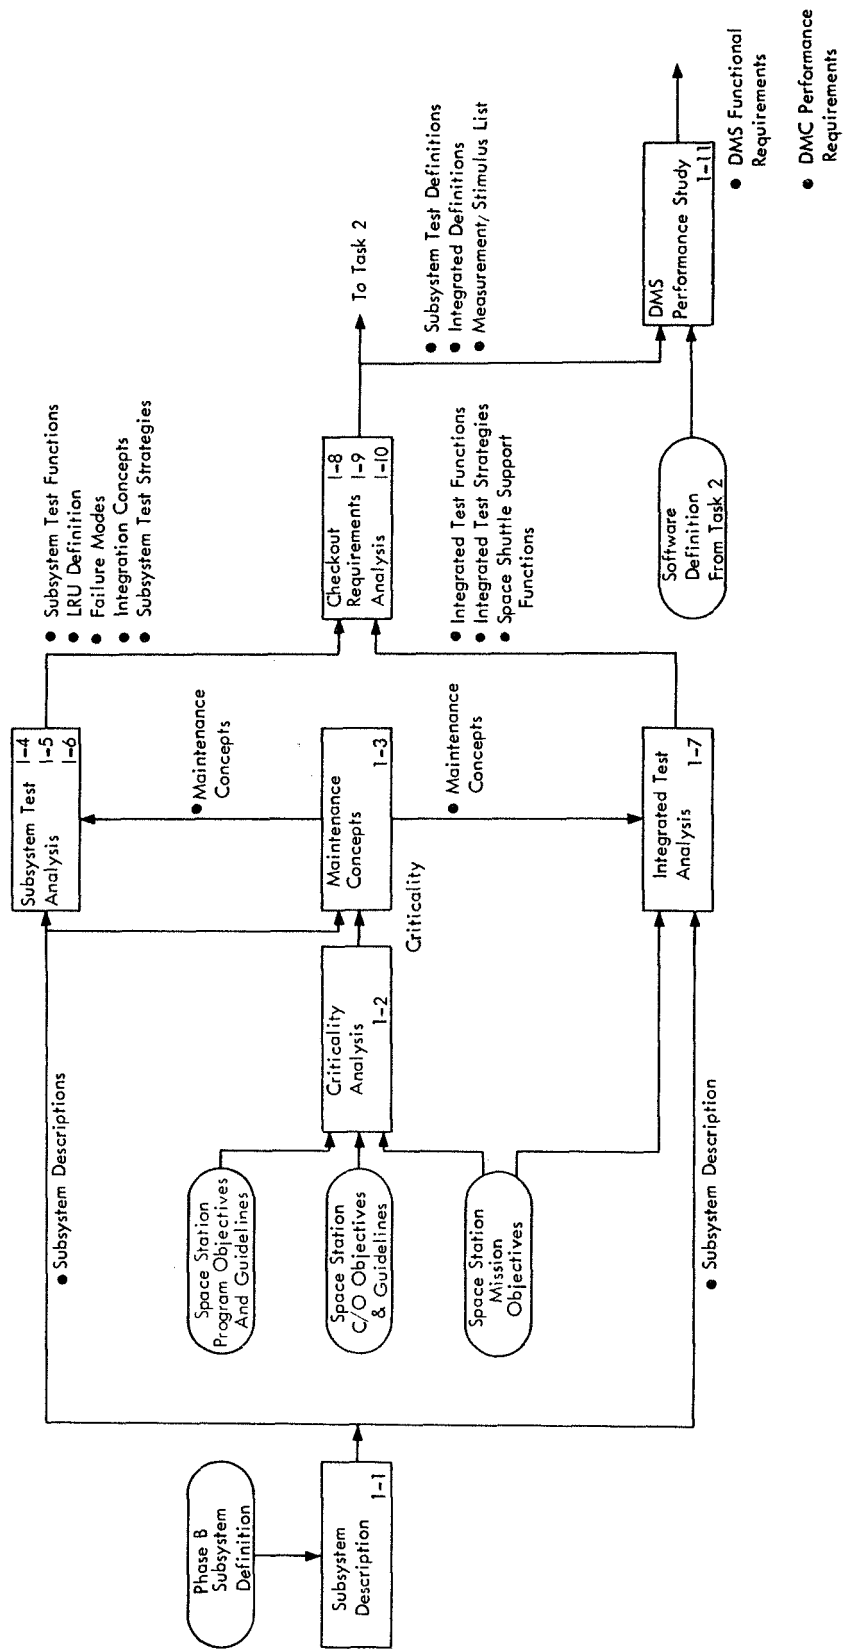 Phase B
Subsystem
Definition
Subsystem
Description
1-1
● Subsystem Descriptions
Space Station
Program Objectives
And Guidelines
Space Station
C/O Objectives
& Guidelines
Space Station
Mission
Objectives
● Subsystem Description
Criticality
Analysis
1-2
Criticality
Subsystem Test
Analysis
1-4
1-5
1-6
● Maintenance
Concepts
Maintenance
Concepts
1-3
● Maintenance
Concepts
Integrated Test
Analysis
1-7
● Subsystem Test Functions
● LRU Definition
● Failure Modes
● Integration Concepts
● Subsystem Test Strategies
Checkout
Requirements
Analysis
1-8
1-9
1-10
● Integrated Test Functions
● Integrated Test Strategies
● Space Shuttle Support
Functions
Software
Definition
From Task 2
To Task 2
● Subsystem Test Definitions
● Integrated Definitions
● Measurement/Stimulus List
DMS
Performance Study
1-11
● DMS Functional
Requirements
● DMC Performance
Requirements